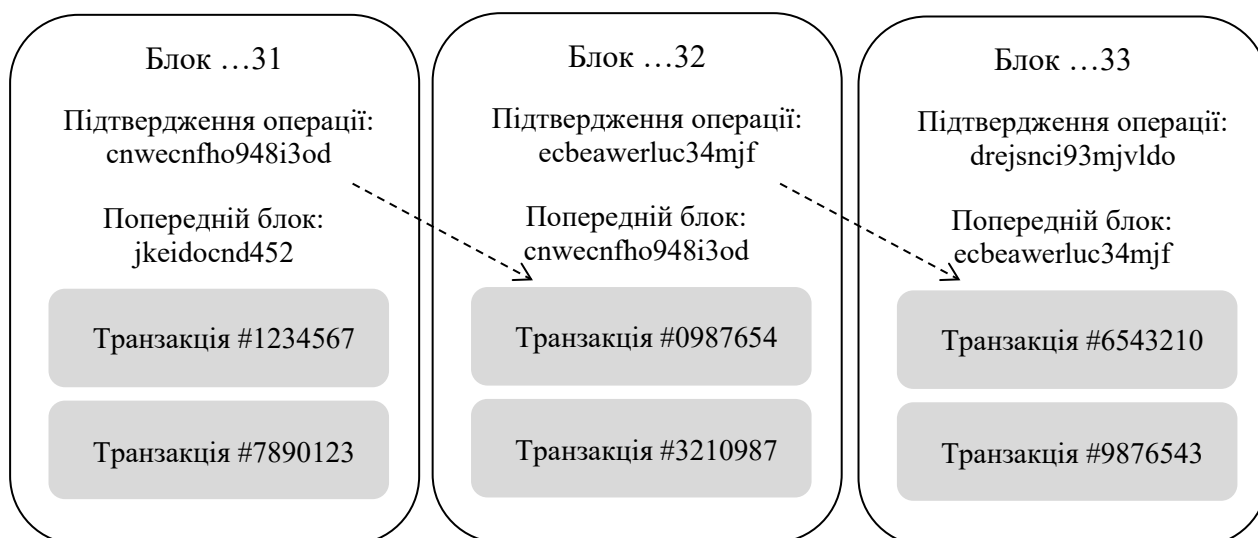 Блок …31
Підтвердження операції:
cnwecnfho948i3od
Попередній блок:
jkeidocnd452
Транзакція #1234567
Транзакція #7890123
Блок …32
Підтвердження операції:
ecbeawerluc34mjf
Попередній блок:
cnwecnfho948i3od
Транзакція #0987654
Транзакція #3210987
Блок …33
Підтвердження операції:
drejsnci93mjvldo
Попередній блок:
ecbeawerluc34mjf
Транзакція #6543210
Транзакція #9876543